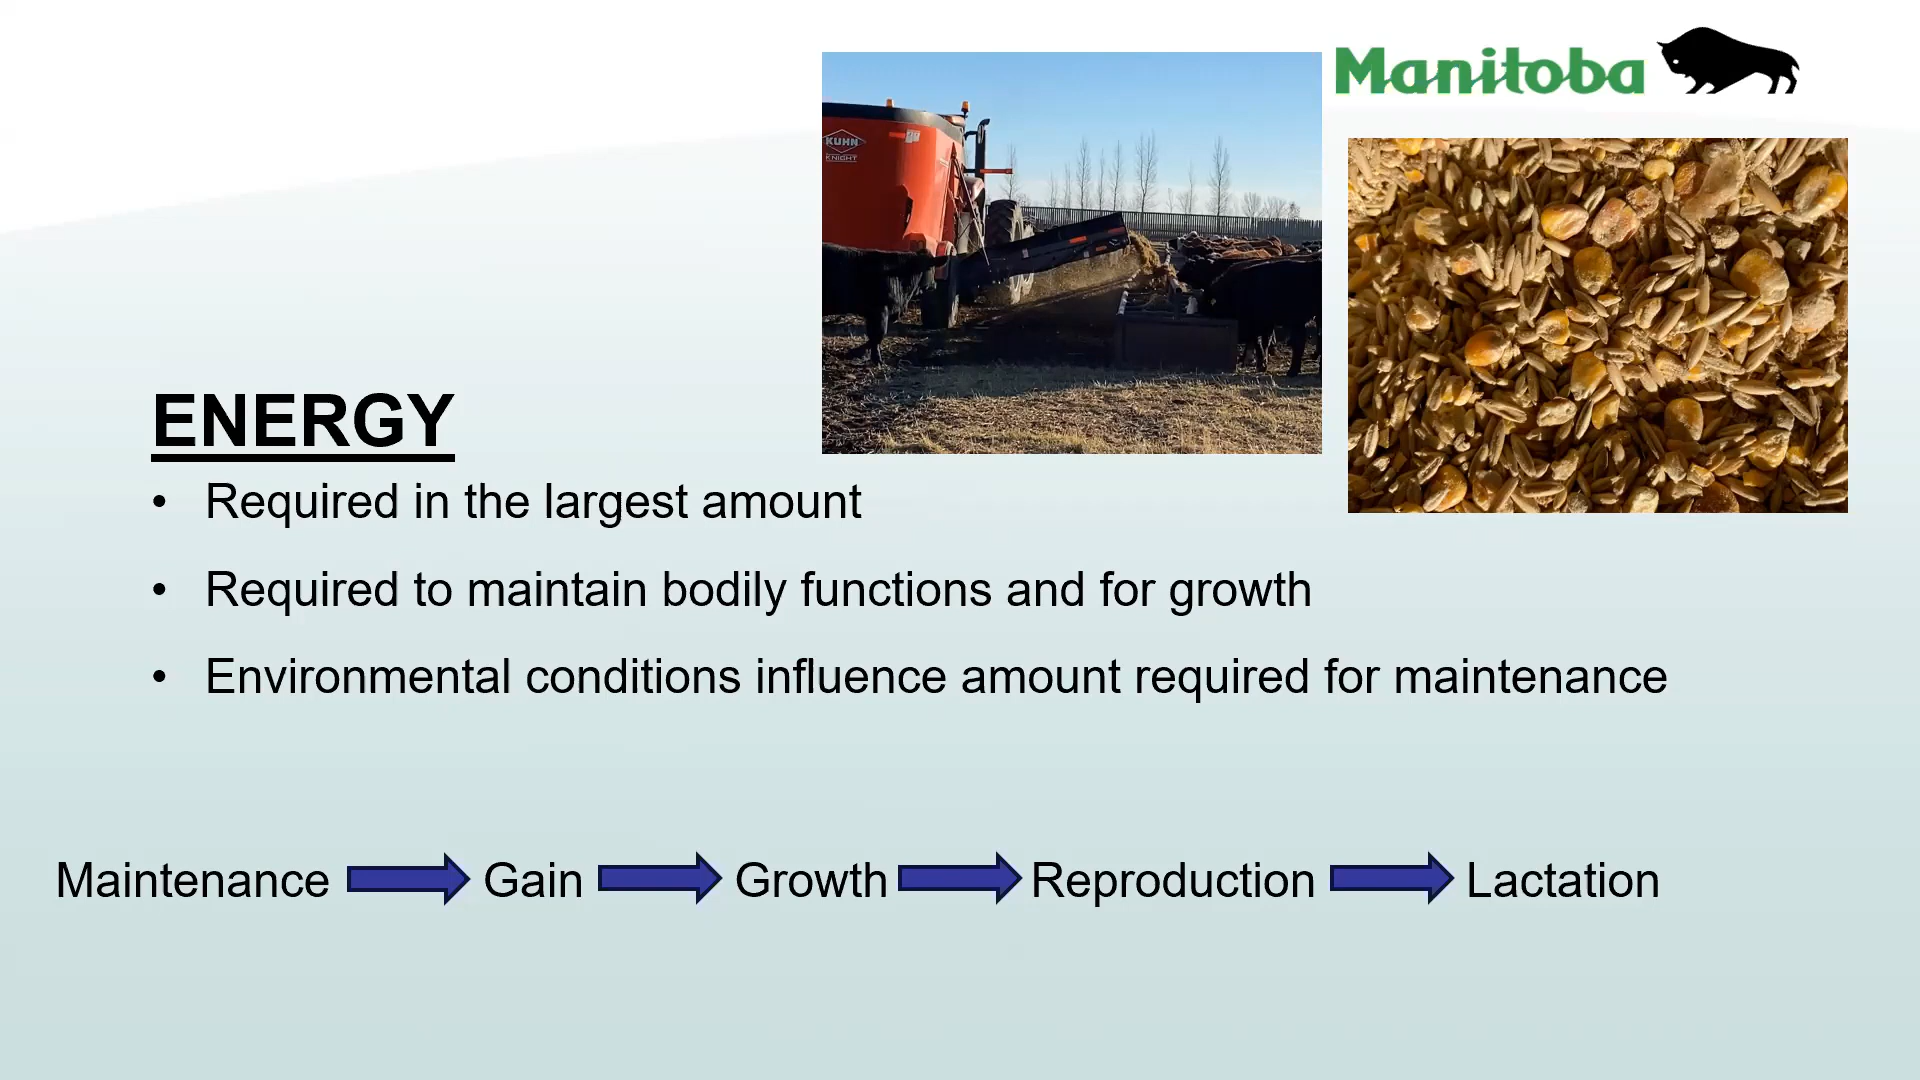 Manitoba
KUHN
KNIGHT
ENERGY
• Required in the largest amount
• Required to maintain bodily functions and for growth
• Environmental conditions influence amount required for maintenance
Maintenance Gain Growth Reproduction Lactation